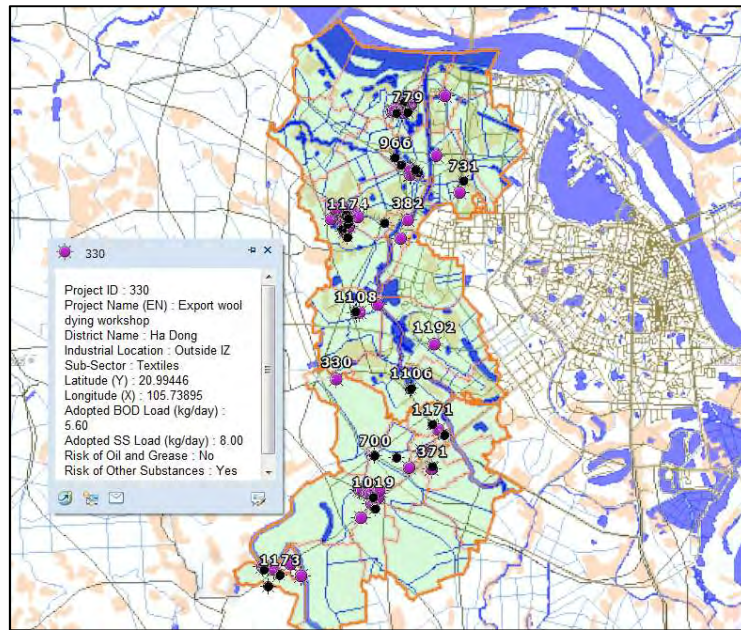 779
966
731
382
1174
330
Project ID : 330
Project Name (EN) : Export wool
dying workshop
District Name : Ha Dong
Industrial Location : Outside IZ
Sub-Sector : Textiles
Latitude (Y) : 20.99446
Longitude (X) : 105.73895
Adopted BOD Load (kg/day) :
5.60
Adopted SS Load (kg/day) : 8.00
Risk of Oil and Grease : No
Risk of Other Substances : Yes
1108
1192
330
1106
1171
700
371
1019
1173